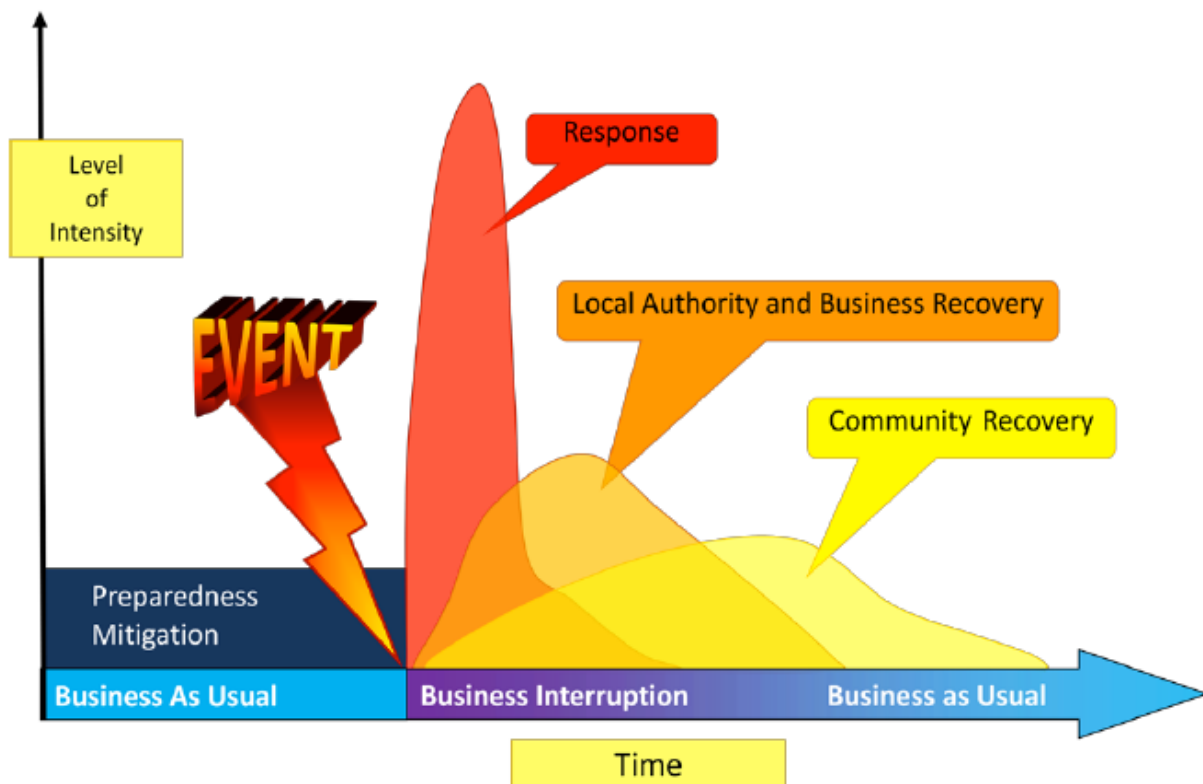 Level
of
Intensity
Response
EVENT
Local Authority and Business Recovery
Community Recovery
Preparedness
Mitigation
Business As Usual
Business Interruption
Business as Usual
Time